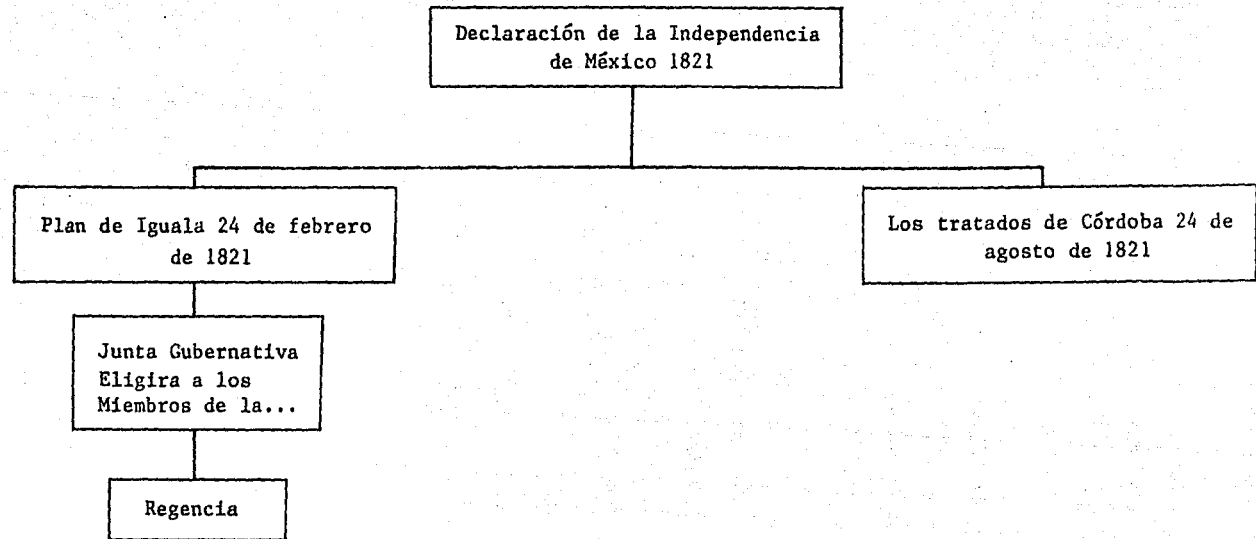 Declaración de la Independencia
de México 1821
Plan de Iguala 24 de febrero
de 1821
Los tratados de Córdoba 24 de
agosto de 1821
Junta Gubernativa
Eligira a los
Miembros de la...
Regencia